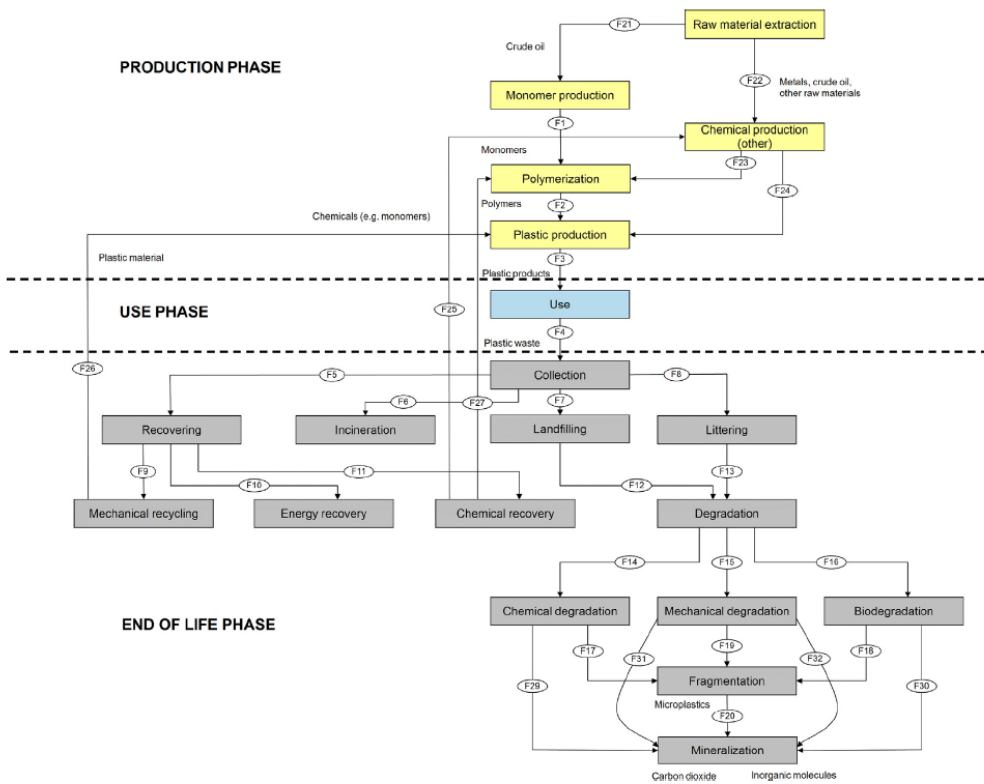 F21
Raw material extraction
Crude oil
PRODUCTION PHASE
F22
Metals, crude oil,
other raw materials
Monomer production
F1
Chemical production
(other)
Monomers
F23
Polymerization
F24
F2
Polymers
Chemicals (e.g. monomers)
Plastic production
Plastic material
F3
Plastic products
USE PHASE
Use
F25
F4
Plastic waste
F26
Collection
F5
F8
F6
F27
F7
Recovering
Incineration
Landfilling
Littering
F9
F10
F11
F12
F13
Mechanical recycling
Energy recovery
Chemical recovery
Degradation
F14
F15
F16
Chemical degradation
Mechanical degradation
Biodegradation
END OF LIFE PHASE
F17
F19
F18
F31
F32
Fragmentation
F29
F30
Microplastics
F20
Mineralization
Carbon dioxide
Inorganic molecules